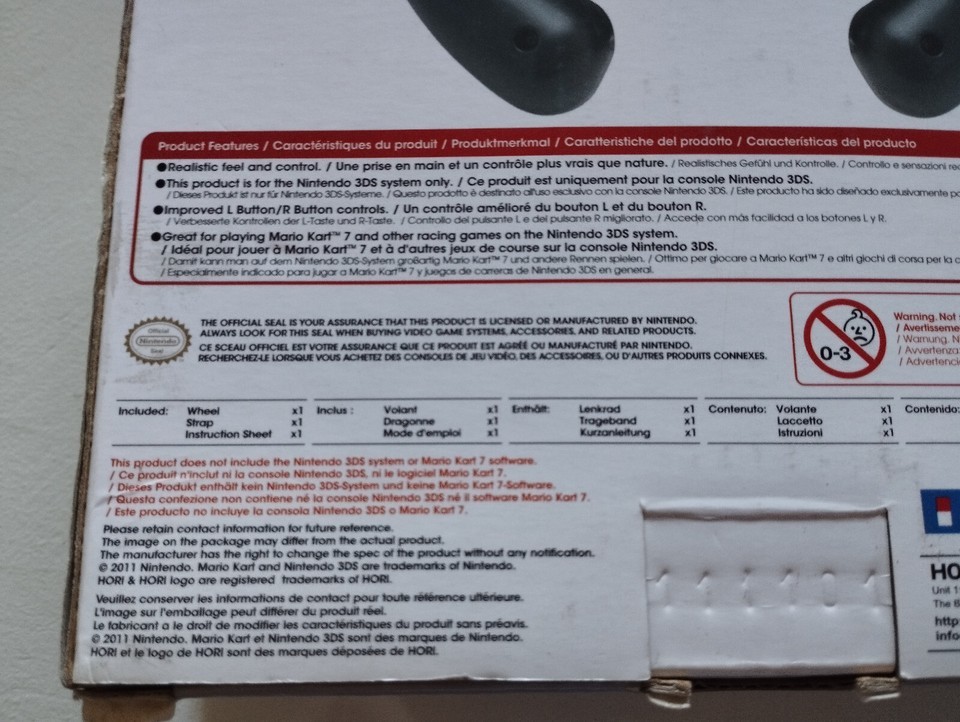 Product Features / Caractéristiques du produit / Produktmerkmal / Caratteristiche del prodotto / Características del producto
●Realistic feel and control. / Une prise en main et un contrôle plus vrais que nature. / Realistisches Gefühl und Kontrolle. / Controllo e sensazioni
●This product is for the Nintendo 3DS system only. / Ce produit est uniquement pour la console Nintendo 3DS.
/ Dieses Produkt ist nur für Nintendo 3DS-Systeme. / Questo prodotto è destinato all'uso esclusivo con la console Nintendo 3DS. / Este producto ha sido diseñado exclusivamente
●Improved L Button/R Button controls. / Un contrôle amélioré du bouton L et du bouton R.
/ Verbesserte Kontrollen der L-Taste und R-Taste. / Controllo del pulsante L e del pulsante R migliorato. / Accede con más facilidad a los botones L y R.
●Great for playing Mario Kart™ 7 and other racing games on the Nintendo 3DS system.
/ Idéal pour jouer à Mario Kart™ 7 et à d'autres jeux de course sur la console Nintendo 3DS.
/ Damit kann man auf dem Nintendo 3DS-System großartig Mario Kart™ 7 und andere Rennen spielen. / Ottimo per giocare a Mario Kart™ 7 e altri giochi di corsa per la
/ Especialmente indicado para jugar a Mario Kart™ 7 y juegos de carreras de Nintendo 3DS en general.
Official
Nintendo
Seal
THE OFFICIAL SEAL IS YOUR ASSURANCE THAT THIS PRODUCT IS LICENSED OR MANUFACTURED BY NINTENDO.
ALWAYS LOOK FOR THIS SEAL WHEN BUYING VIDEO GAME SYSTEMS, ACCESSORIES, AND RELATED PRODUCTS.
CE SCEAU OFFICIEL EST VOTRE ASSURANCE QUE CE PRODUIT EST AGRÉÉ OU MANUFACTURÉ PAR NINTENDO.
RECHERCHEZ-LE LORSQUE VOUS ACHETEZ DES CONSOLES DE JEU VIDÉO, DES ACCESSOIRES, OU D'AUTRES PRODUITS CONNEXES.
0-3
Warning. Not
/ Avertisseme
/ Warnung. N
/ Avvertenza
/ Advertenci
Included: Wheel x1 Inclus : Volant x1 Enthält: Lenkrad x1 Contenuto: Volante x1 Contenido:
Strap x1 Dragonne x1 Trageband x1 Laccetto x1
Instruction Sheet x1 Mode d'emploi x1 Kurzanleitung x1 Istruzioni x1
This product does not include the Nintendo 3DS system or Mario Kart 7 software.
/ Ce produit n'inclut ni la console Nintendo 3DS, ni le logiciel Mario Kart 7.
/ Dieses Produkt enthält kein Nintendo 3DS-System und keine Mario Kart 7-Software.
/ Questa confezione non contiene né la console Nintendo 3DS né il software Mario Kart 7.
/ Este producto no incluye la consola Nintendo 3DS o Mario Kart 7.
Please retain contact information for future reference.
The image on the package may differ from the actual product.
The manufacturer has the right to change the spec of the product without any notification.
© 2011 Nintendo. Mario Kart and Nintendo 3DS are trademarks of Nintendo.
HORI & HORI logo are registered trademarks of HORI.
Veuillez conserver les informations de contact pour toute référence ultérieure.
L'image sur l'emballage peut différer du produit réel.
Le fabricant a le droit de modifier les caractéristiques du produit sans préavis.
© 2011 Nintendo. Mario Kart et Nintendo 3DS sont des marques de Nintendo.
HORI et le logo de HORI sont des marques déposées de HORI.
HO
Unit 1
The B
http
info